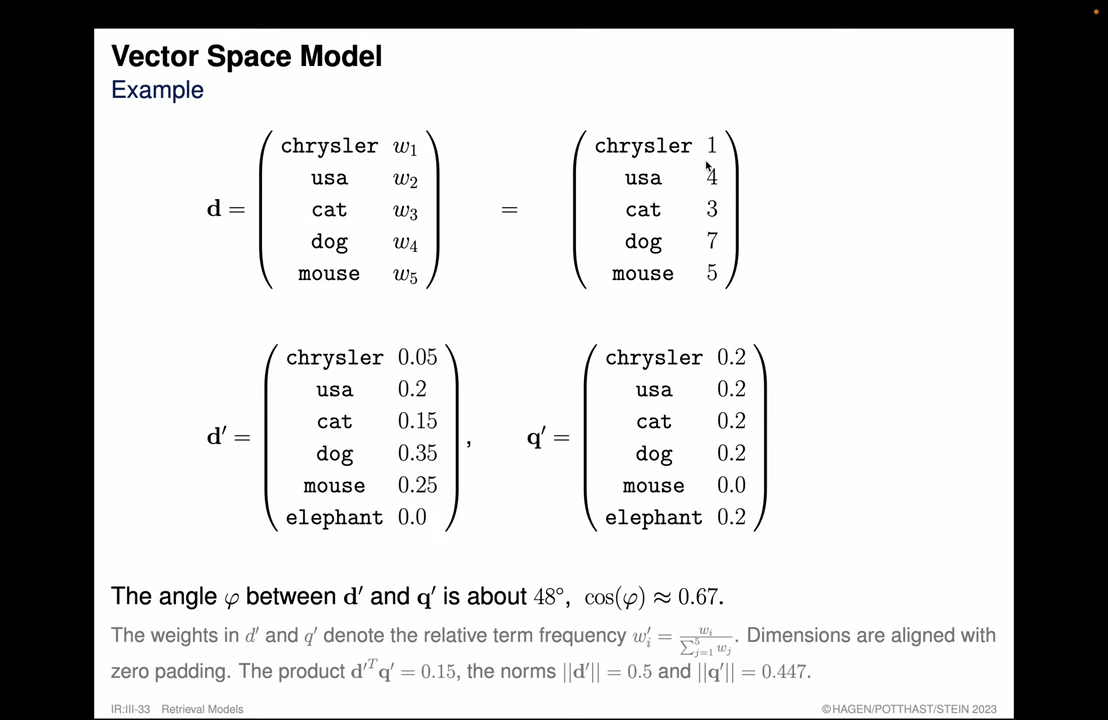 Vector Space Model
Example
d = ( chrysler w₁ = ( chrysler 1
usa w₂ usa 4
cat w₃ cat 3
dog w₄ dog 7
mouse w₅ ) mouse 5 )
d′ = ( chrysler 0.05 , q′ = ( chrysler 0.2
usa 0.2 usa 0.2
cat 0.15 cat 0.2
dog 0.35 dog 0.2
mouse 0.25 mouse 0.0
elephant 0.0 ) elephant 0.2 )
The angle φ between d′ and q′ is about 48°, cos(φ) ≈ 0.67.
The weights in d′ and q′ denote the relative term frequency w′ᵢ = wᵢ / ∑⁵ⱼ₌₁ wⱼ. Dimensions are aligned with
zero padding. The product d′ᵀq′ = 0.15, the norms ||d′|| = 0.5 and ||q′|| = 0.447.
IR:III-33 Retrieval Models ©HAGEN/POTTHAST/STEIN 2023